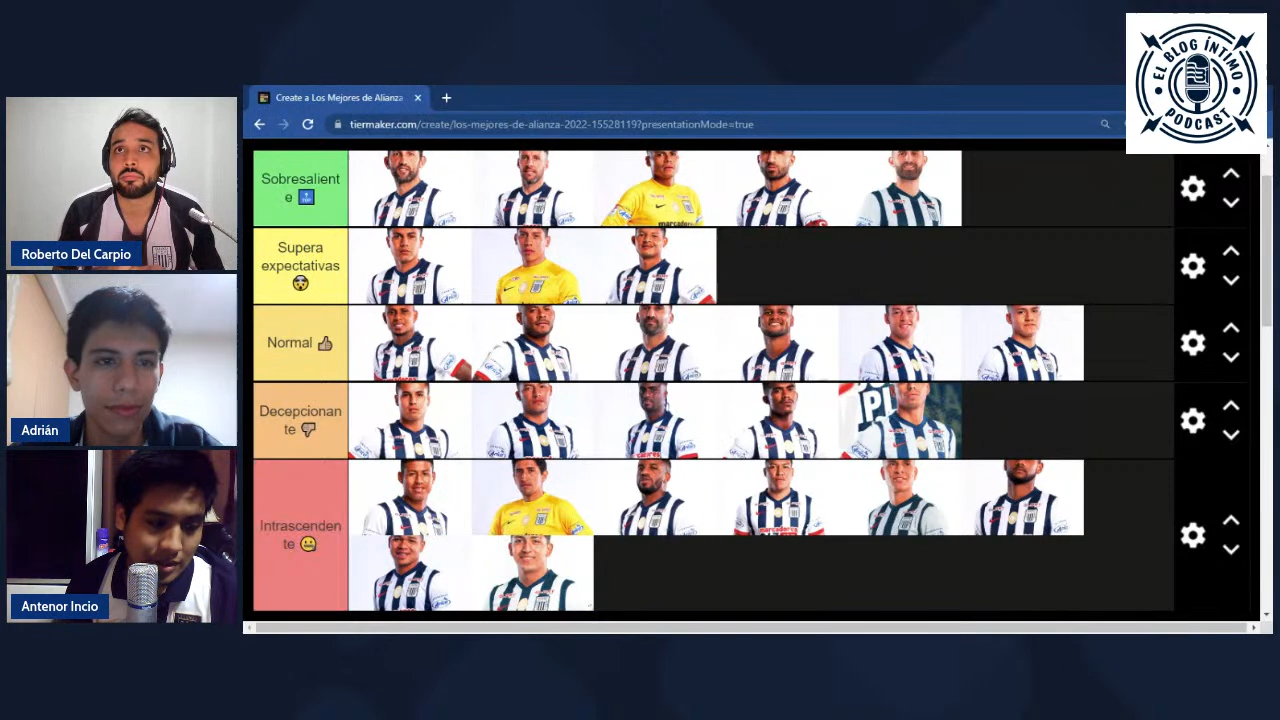 EL BLOG ÍNTIMO
PODCAST
Create a Los Mejores de Alianza
tiermaker.com/create/los-mejores-de-alianza-2022-15528119?presentationMode=true
Roberto Del Carpio
Adrián
Antenor Incio
Sobresalient
e
TOP
Supera
expectativas
Normal
Decepcionan
te
Intrascenden
te